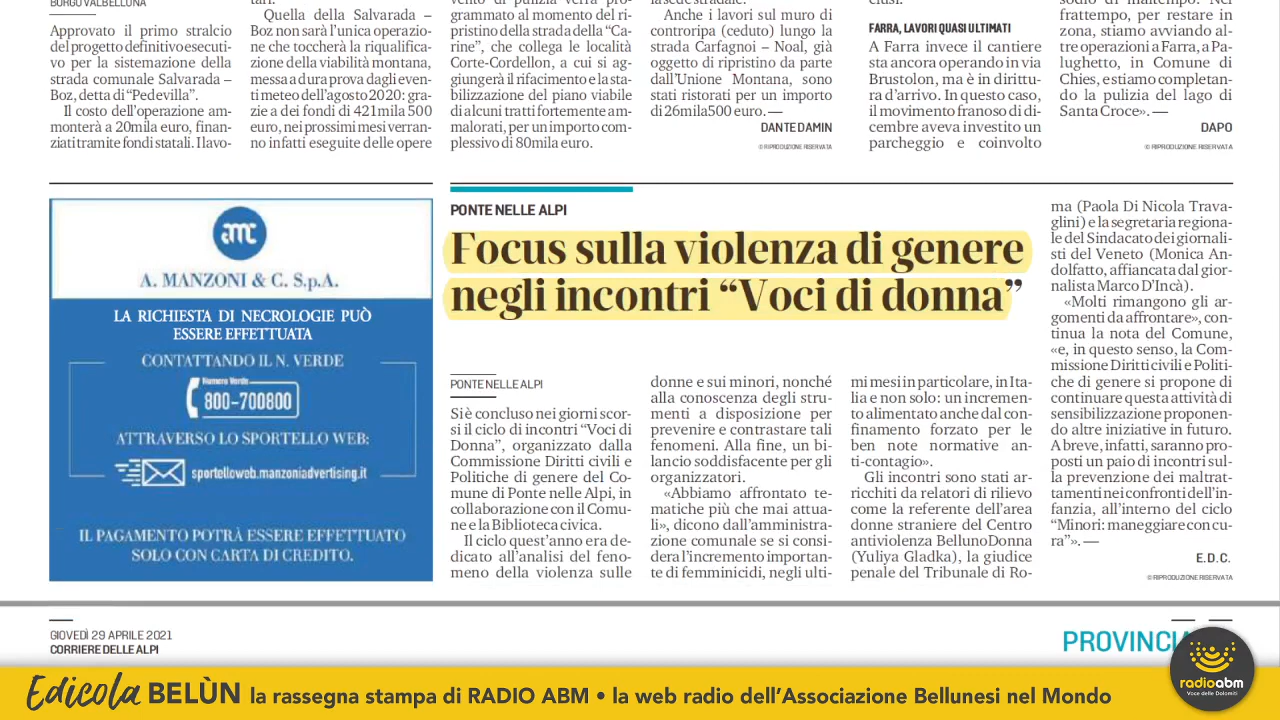 BORGO VALBELLUNA
Approvato il primo stralcio
del progetto definitivo esecuti-
vo per la sistemazione della
strada comunale Salvarada –
Boz, detta di “Pedevilla”.
Il costo dell’operazione am-
monterà a 20mila euro, finan-
ziati tramite fondi statali. I lavo-
tari.
Quella della Salvarada –
Boz non sarà l’unica operazio-
ne che toccherà la riqualifica-
zione della viabilità montana,
messa a dura prova dagli even-
ti meteo dell’agosto 2020: gra-
zie a dei fondi di 421mila 500
euro, nei prossimi mesi verran-
no infatti eseguite delle opere
vento di pulizia verrà pro-
grammato al momento del ri-
pristino della strada della “Ca-
rine”, che collega le località
Corte-Cordellon, a cui si ag-
giungerà il rifacimento e la sta-
bilizzazione del piano viabile
di alcuni tratti fortemente am-
malorati, per un importo com-
plessivo di 80mila euro.
la sede stradale.
Anche i lavori sul muro di
controripa (ceduto) lungo la
strada Carfagnoi – Noal, già
oggetto di ripristino da parte
dall’Unione Montana, sono
stati ristorati per un importo
di 26mila500 euro. —
DANTE DAMIN
© RIPRODUZIONE RISERVATA
clusi.
FARRA, LAVORI QUASI ULTIMATI
A Farra invece il cantiere
sta ancora operando in via
Brustolon, ma è in dirittu-
ra d’arrivo. In questo caso,
il movimento franoso di di-
cembre aveva investito un
parcheggio e coinvolto
sodio di maltempo. Nel
frattempo, per restare in
zona, stiamo avviando al-
tre operazioni a Farra, a Pa-
lughetto, in Comune di
Chies, e stiamo completan-
do la pulizia del lago di
Santa Croce». —
DAPO
© RIPRODUZIONE RISERVATA
amc
A. MANZONI & C. S.p.A.
LA RICHIESTA DI NECROLOGIE PUÒ
ESSERE EFFETTUATA
CONTATTANDO IL N. VERDE
Numero Verde
800-700800
ATTRAVERSO LO SPORTELLO WEB:
sportelloweb.manzoniadvertising.it
IL PAGAMENTO POTRÀ ESSERE EFFETTUATO
SOLO CON CARTA DI CREDITO.
PONTE NELLE ALPI
Focus sulla violenza di genere
negli incontri “Voci di donna”
PONTE NELLE ALPI
Si è concluso nei giorni scor-
si il ciclo di incontri “Voci di
Donna”, organizzato dalla
Commissione Diritti civili e
Politiche di genere del Co-
mune di Ponte nelle Alpi, in
collaborazione con il Comu-
ne e la Biblioteca civica.
Il ciclo quest’anno era de-
dicato all’analisi del feno-
meno della violenza sulle
donne e sui minori, nonché
alla conoscenza degli stru-
menti a disposizione per
prevenire e contrastare tali
fenomeni. Alla fine, un bi-
lancio soddisfacente per gli
organizzatori.
«Abbiamo affrontato te-
matiche più che mai attua-
li», dicono dall’amministra-
zione comunale se si consi-
dera l’incremento importan-
te di femminicidi, negli ulti-
mi mesi in particolare, in Ita-
lia e non solo: un incremen-
to alimentato anche dal con-
finamento forzato per le
ben note normative an-
ti-contagio».
Gli incontri sono stati ar-
ricchiti da relatori di rilievo
come la referente dell’area
donne straniere del Centro
antiviolenza BellunoDonna
(Yuliya Gladka), la giudice
penale del Tribunale di Ro-
ma (Paola Di Nicola Trava-
glini) e la segretaria regiona-
le del Sindacato dei giornali-
sti del Veneto (Monica An-
dolfatto, affiancata dal gior-
nalista Marco D’Incà).
«Molti rimangono gli ar-
gomenti da affrontare», con-
tinua la nota del Comune,
«e, in questo senso, la Com-
missione Diritti civili e Politi-
che di genere si propone di
continuare questa attività di
sensibilizzazione proponen-
do altre iniziative in futuro.
A breve, infatti, saranno pro-
posti un paio di incontri sul-
la prevenzione dei maltrat-
tamenti nei confronti dell’in-
fanzia, all’interno del ciclo
“Minori: maneggiare con cu-
ra”». —
E.D.C.
© RIPRODUZIONE RISERVATA
GIOVEDÌ 29 APRILE 2021
CORRIERE DELLE ALPI
PROVINCIA
Edicola BELÙN la rassegna stampa di RADIO ABM • la web radio dell’Associazione Bellunesi nel Mondo
radioabm
Voce delle Dolomiti